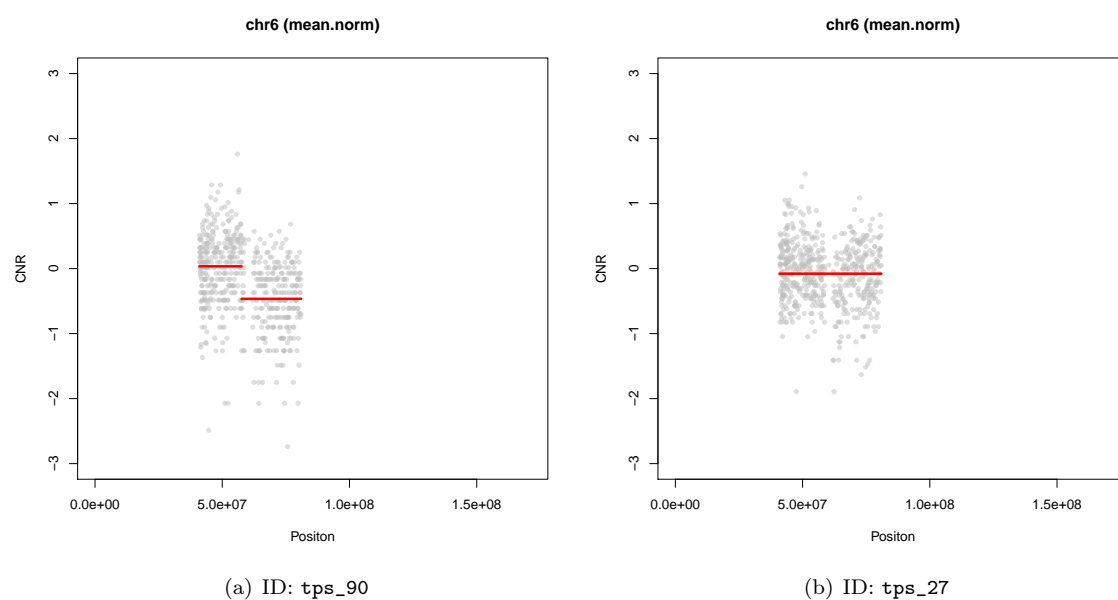 chr6 (mean.norm)
CNR
3
2
1
0
−1
−2
−3
0.0e+00 5.0e+07 1.0e+08 1.5e+08
Positon
(a) ID: tps_90
chr6 (mean.norm)
CNR
3
2
1
0
−1
−2
−3
0.0e+00 5.0e+07 1.0e+08 1.5e+08
Positon
(b) ID: tps_27